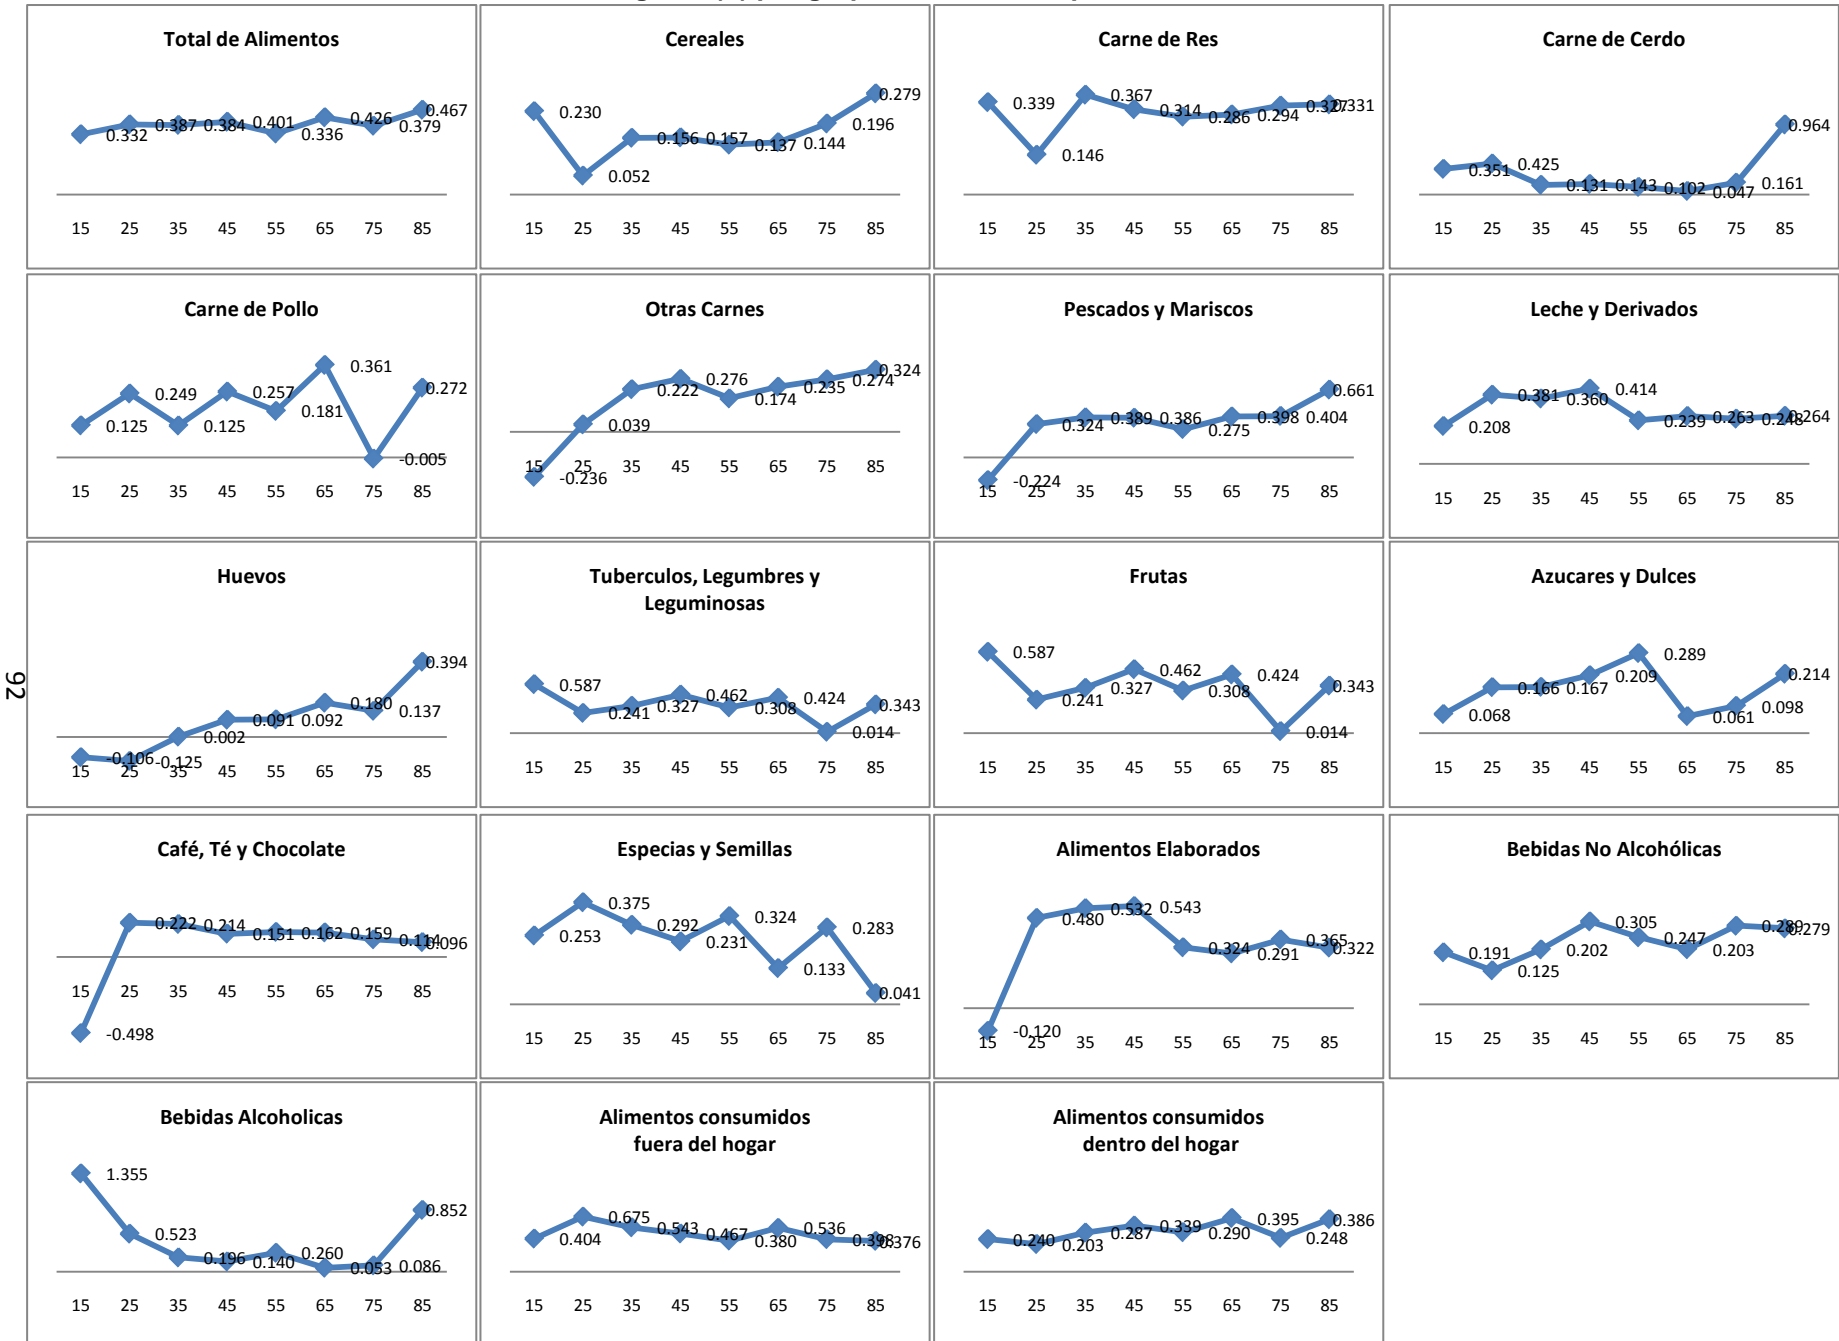 Total de Alimentos
0.332 0.387 0.384 0.401 0.336 0.426 0.379 0.467
15 25 35 45 55 65 75 85
Cereales
0.230 0.052 0.156 0.157 0.137 0.144 0.196 0.279
15 25 35 45 55 65 75 85
Carne de Res
0.339 0.146 0.367 0.314 0.286 0.294 0.327 0.331
15 25 35 45 55 65 75 85
Carne de Cerdo
0.351 0.425 0.131 0.143 0.102 0.047 0.161 0.964
15 25 35 45 55 65 75 85
Carne de Pollo
0.125 0.249 0.125 0.257 0.181 0.361 -0.005 0.272
15 25 35 45 55 65 75 85
Otras Carnes
-0.236 0.039 0.222 0.276 0.174 0.235 0.274 0.324
15 25 35 45 55 65 75 85
Pescados y Mariscos
-0.224 0.324 0.389 0.386 0.275 0.398 0.404 0.661
15 25 35 45 55 65 75 85
Leche y Derivados
0.208 0.381 0.360 0.414 0.239 0.263 0.248 0.264
15 25 35 45 55 65 75 85
Huevos
-0.106 -0.125 0.002 0.091 0.092 0.180 0.137 0.394
15 25 35 45 55 65 75 85
Tuberculos, Legumbres y
Leguminosas
0.587 0.241 0.327 0.462 0.308 0.424 0.014 0.343
15 25 35 45 55 65 75 85
Frutas
0.587 0.241 0.327 0.462 0.308 0.424 0.014 0.343
15 25 35 45 55 65 75 85
Azucares y Dulces
0.068 0.166 0.167 0.209 0.289 0.061 0.098 0.214
15 25 35 45 55 65 75 85
92
Café, Té y Chocolate
-0.498 0.222 0.214 0.151 0.162 0.159 0.114 0.096
15 25 35 45 55 65 75 85
Especias y Semillas
0.253 0.375 0.292 0.231 0.324 0.133 0.283 0.041
15 25 35 45 55 65 75 85
Alimentos Elaborados
-0.120 0.480 0.532 0.543 0.324 0.291 0.365 0.322
15 25 35 45 55 65 75 85
Bebidas No Alcohólicas
0.191 0.125 0.202 0.305 0.247 0.203 0.289 0.279
15 25 35 45 55 65 75 85
Bebidas Alcoholicas
1.355 0.523 0.196 0.140 0.260 0.053 0.086 0.852
15 25 35 45 55 65 75 85
Alimentos consumidos
fuera del hogar
0.404 0.675 0.543 0.467 0.380 0.536 0.398 0.376
15 25 35 45 55 65 75 85
Alimentos consumidos
dentro del hogar
0.240 0.203 0.287 0.339 0.290 0.395 0.248 0.386
15 25 35 45 55 65 75 85